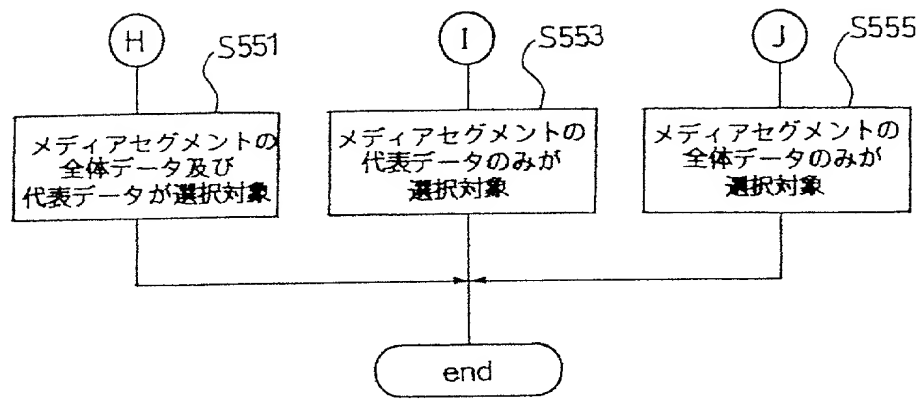 H
S551
メディアセグメントの
全体データ及び
代表データが選択対象
I
S553
メディアセグメントの
代表データのみが
選択対象
J
S555
メディアセグメントの
全体データのみが
選択対象
end